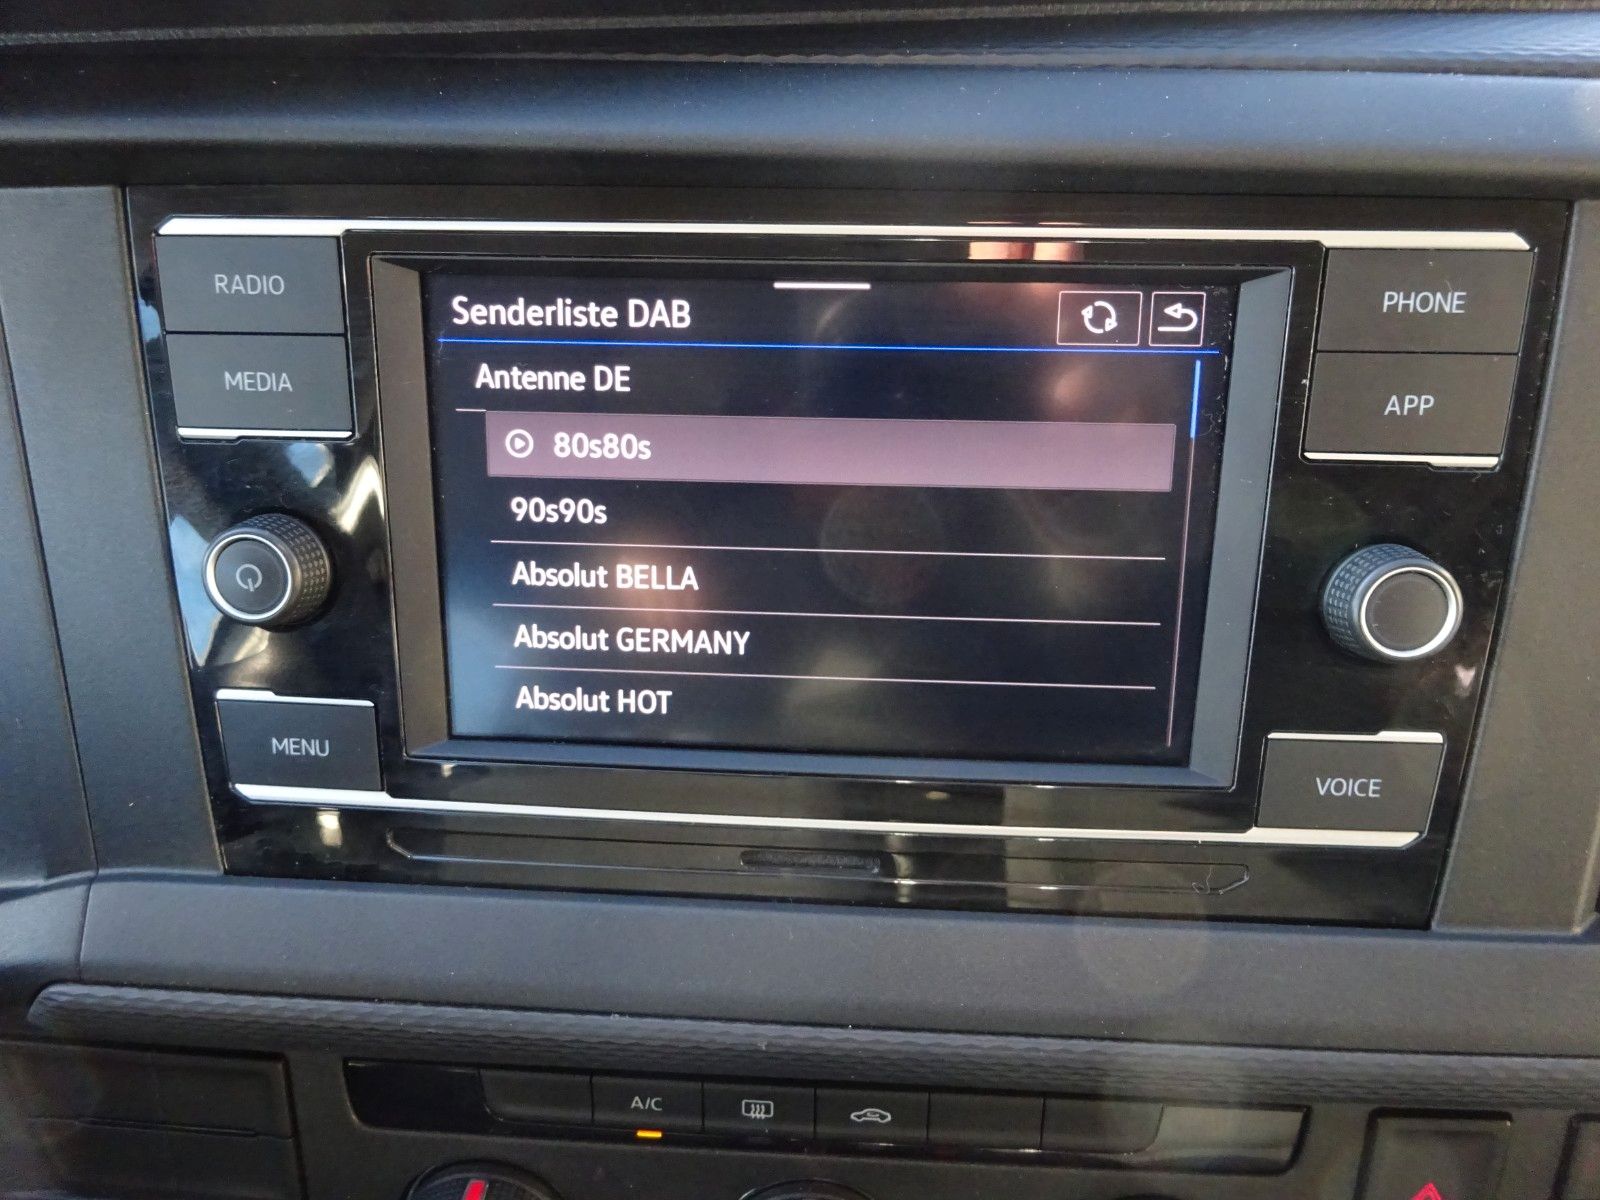 RADIO
MEDIA
MENU
Senderliste DAB
Antenne DE
80s80s
90s90s
Absolut BELLA
Absolut GERMANY
Absolut HOT
PHONE
APP
VOICE
A/C